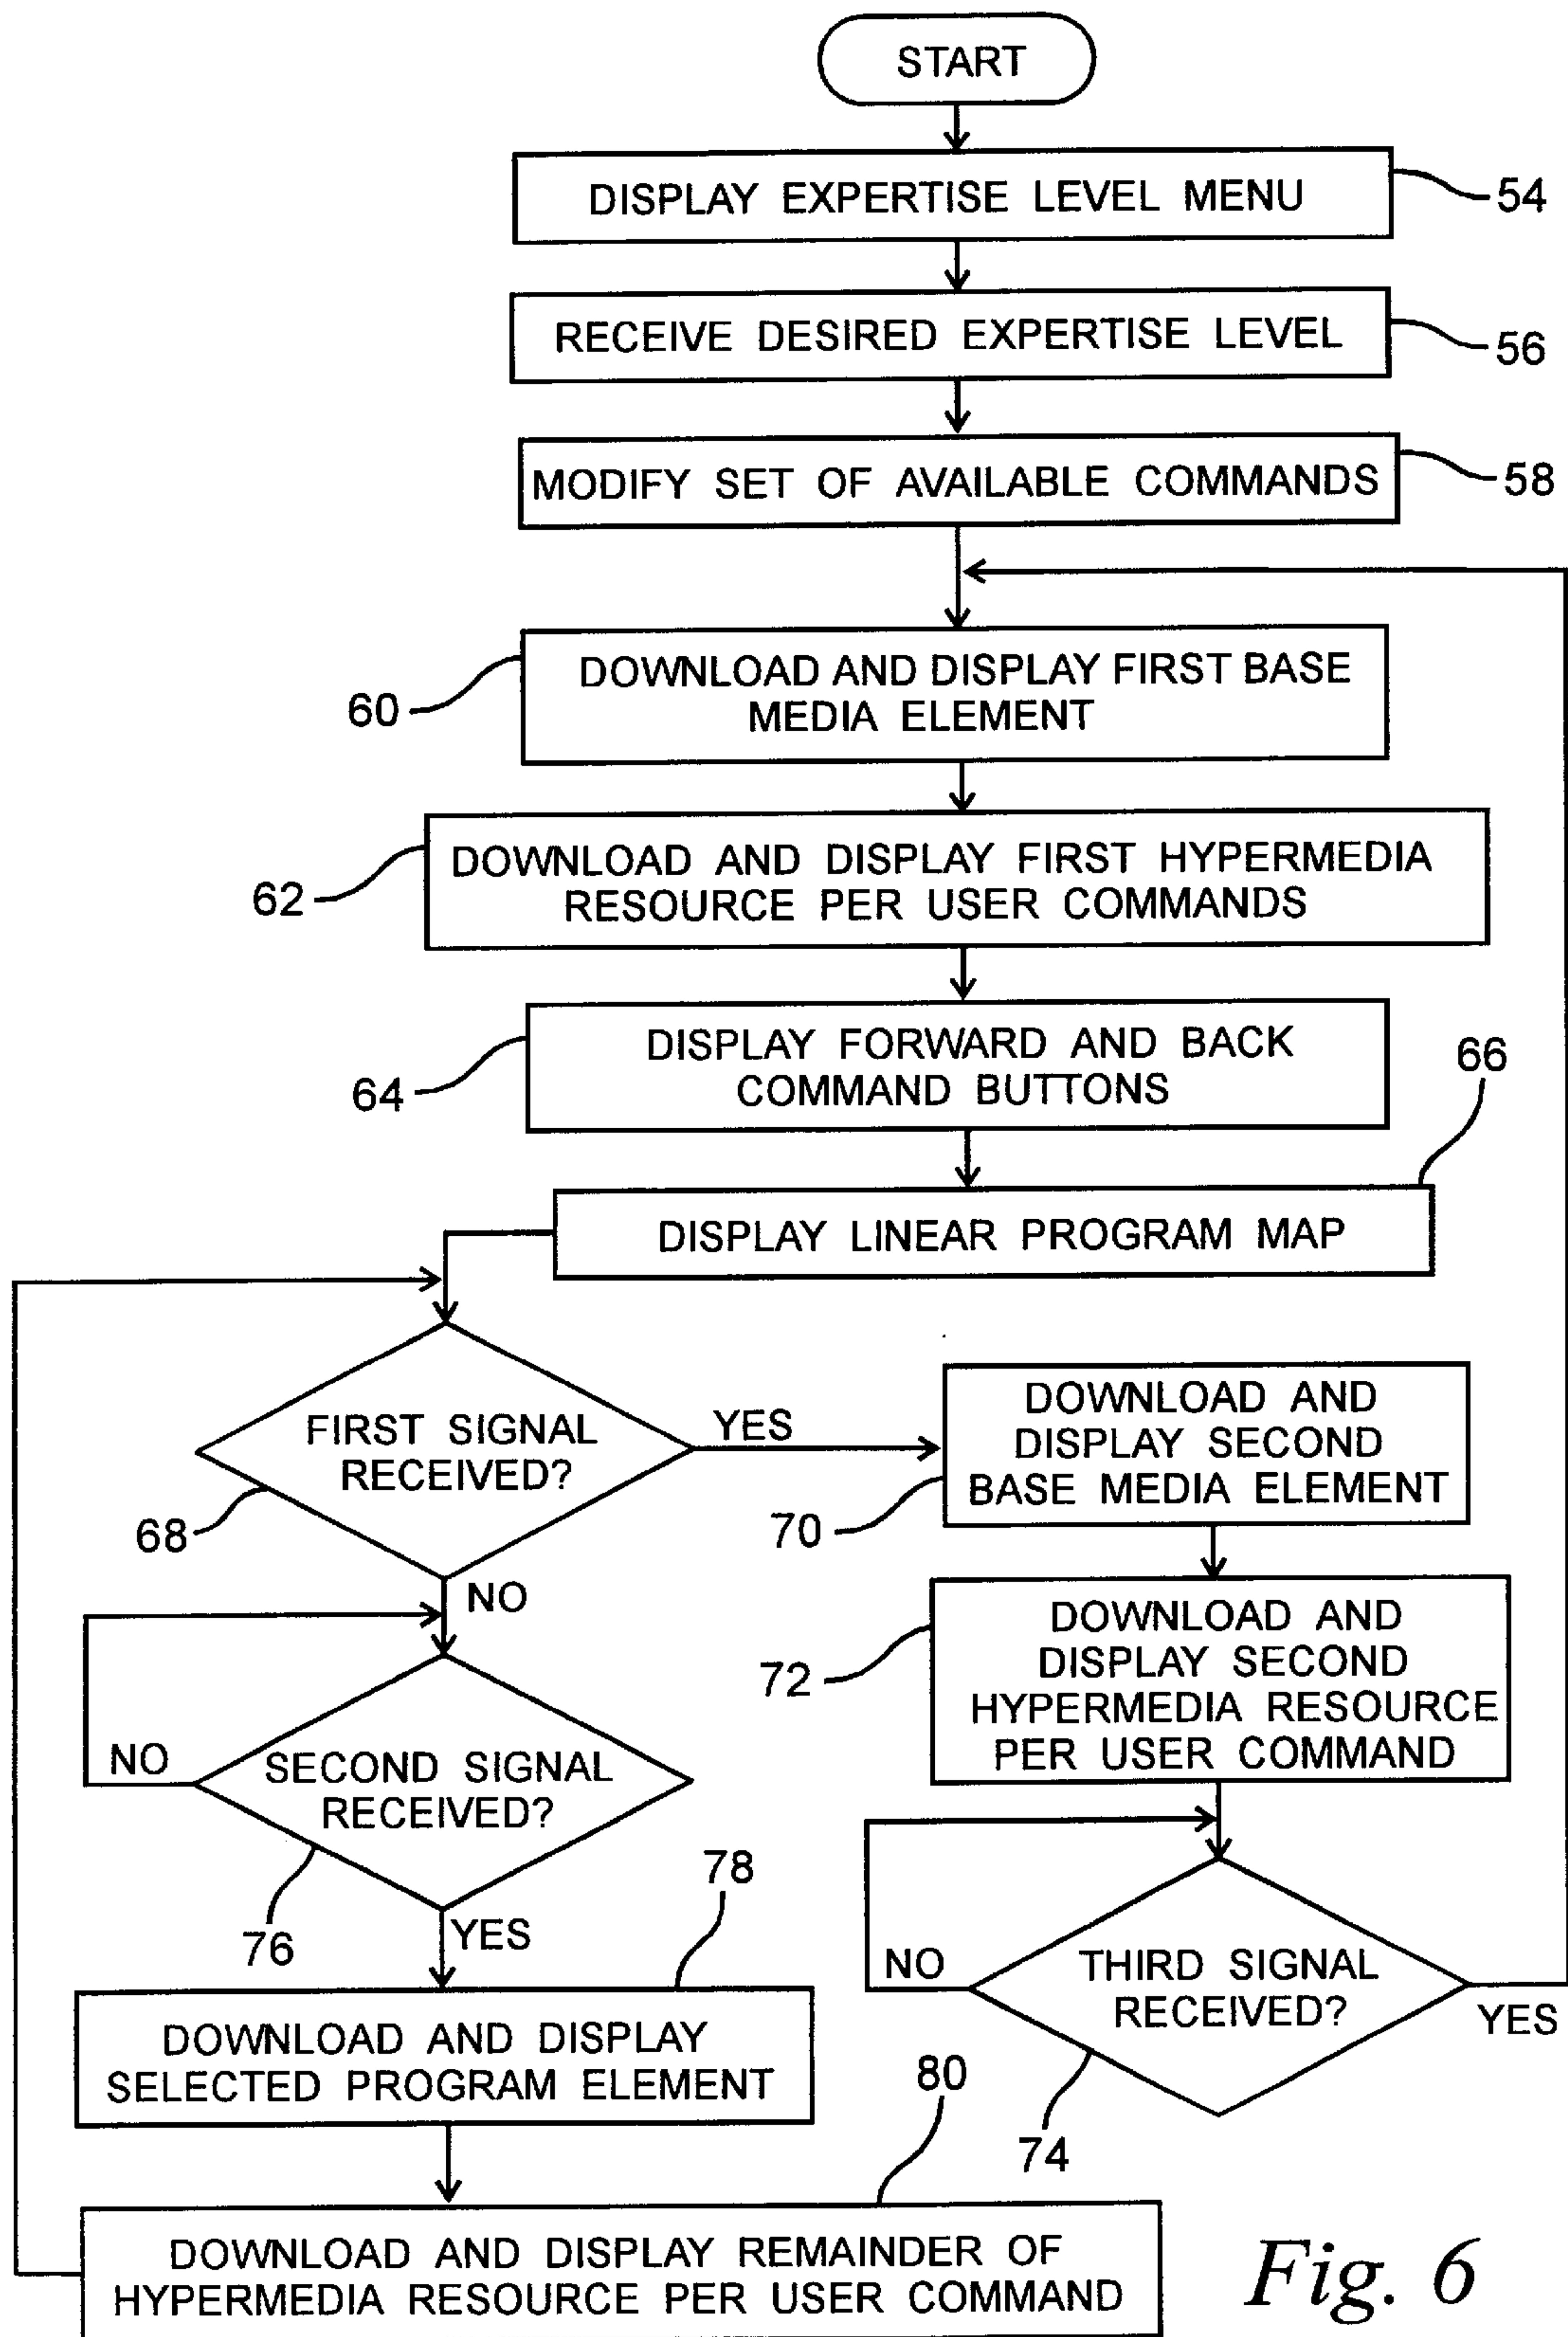 START
DISPLAY EXPERTISE LEVEL MENU
54
RECEIVE DESIRED EXPERTISE LEVEL
56
MODIFY SET OF AVAILABLE COMMANDS
58
DOWNLOAD AND DISPLAY FIRST BASE
MEDIA ELEMENT
60
DOWNLOAD AND DISPLAY FIRST HYPERMEDIA
RESOURCE PER USER COMMANDS
62
DISPLAY FORWARD AND BACK
COMMAND BUTTONS
64
66
DISPLAY LINEAR PROGRAM MAP
FIRST SIGNAL
RECEIVED?
68
YES
NO
DOWNLOAD AND
DISPLAY SECOND
BASE MEDIA ELEMENT
70
DOWNLOAD AND
DISPLAY SECOND
HYPERMEDIA RESOURCE
PER USER COMMAND
72
NO
SECOND SIGNAL
RECEIVED?
76
YES
78
NO
THIRD SIGNAL
RECEIVED?
YES
74
DOWNLOAD AND DISPLAY
SELECTED PROGRAM ELEMENT
80
DOWNLOAD AND DISPLAY REMAINDER OF
HYPERMEDIA RESOURCE PER USER COMMAND
Fig. 6